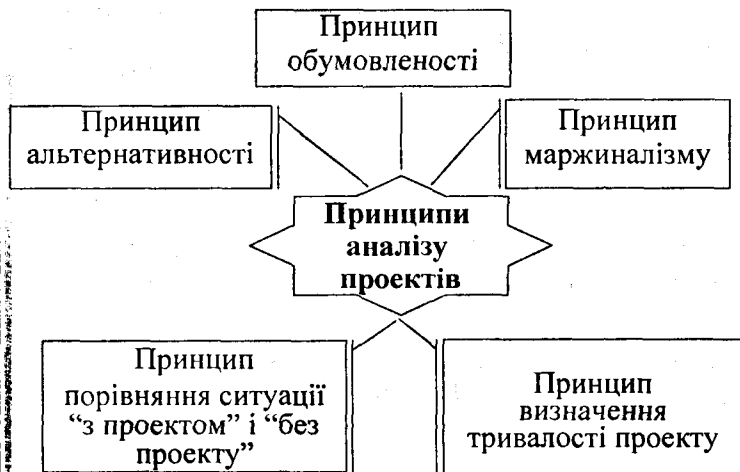 Принцип
обумовленості
Принцип
альтернативності
Принцип
маржиналізму
Принципи
аналізу
проектів
Принцип
порівняння ситуації
“з проектом” і “без
проекту”
Принцип
визначення
тривалості проекту